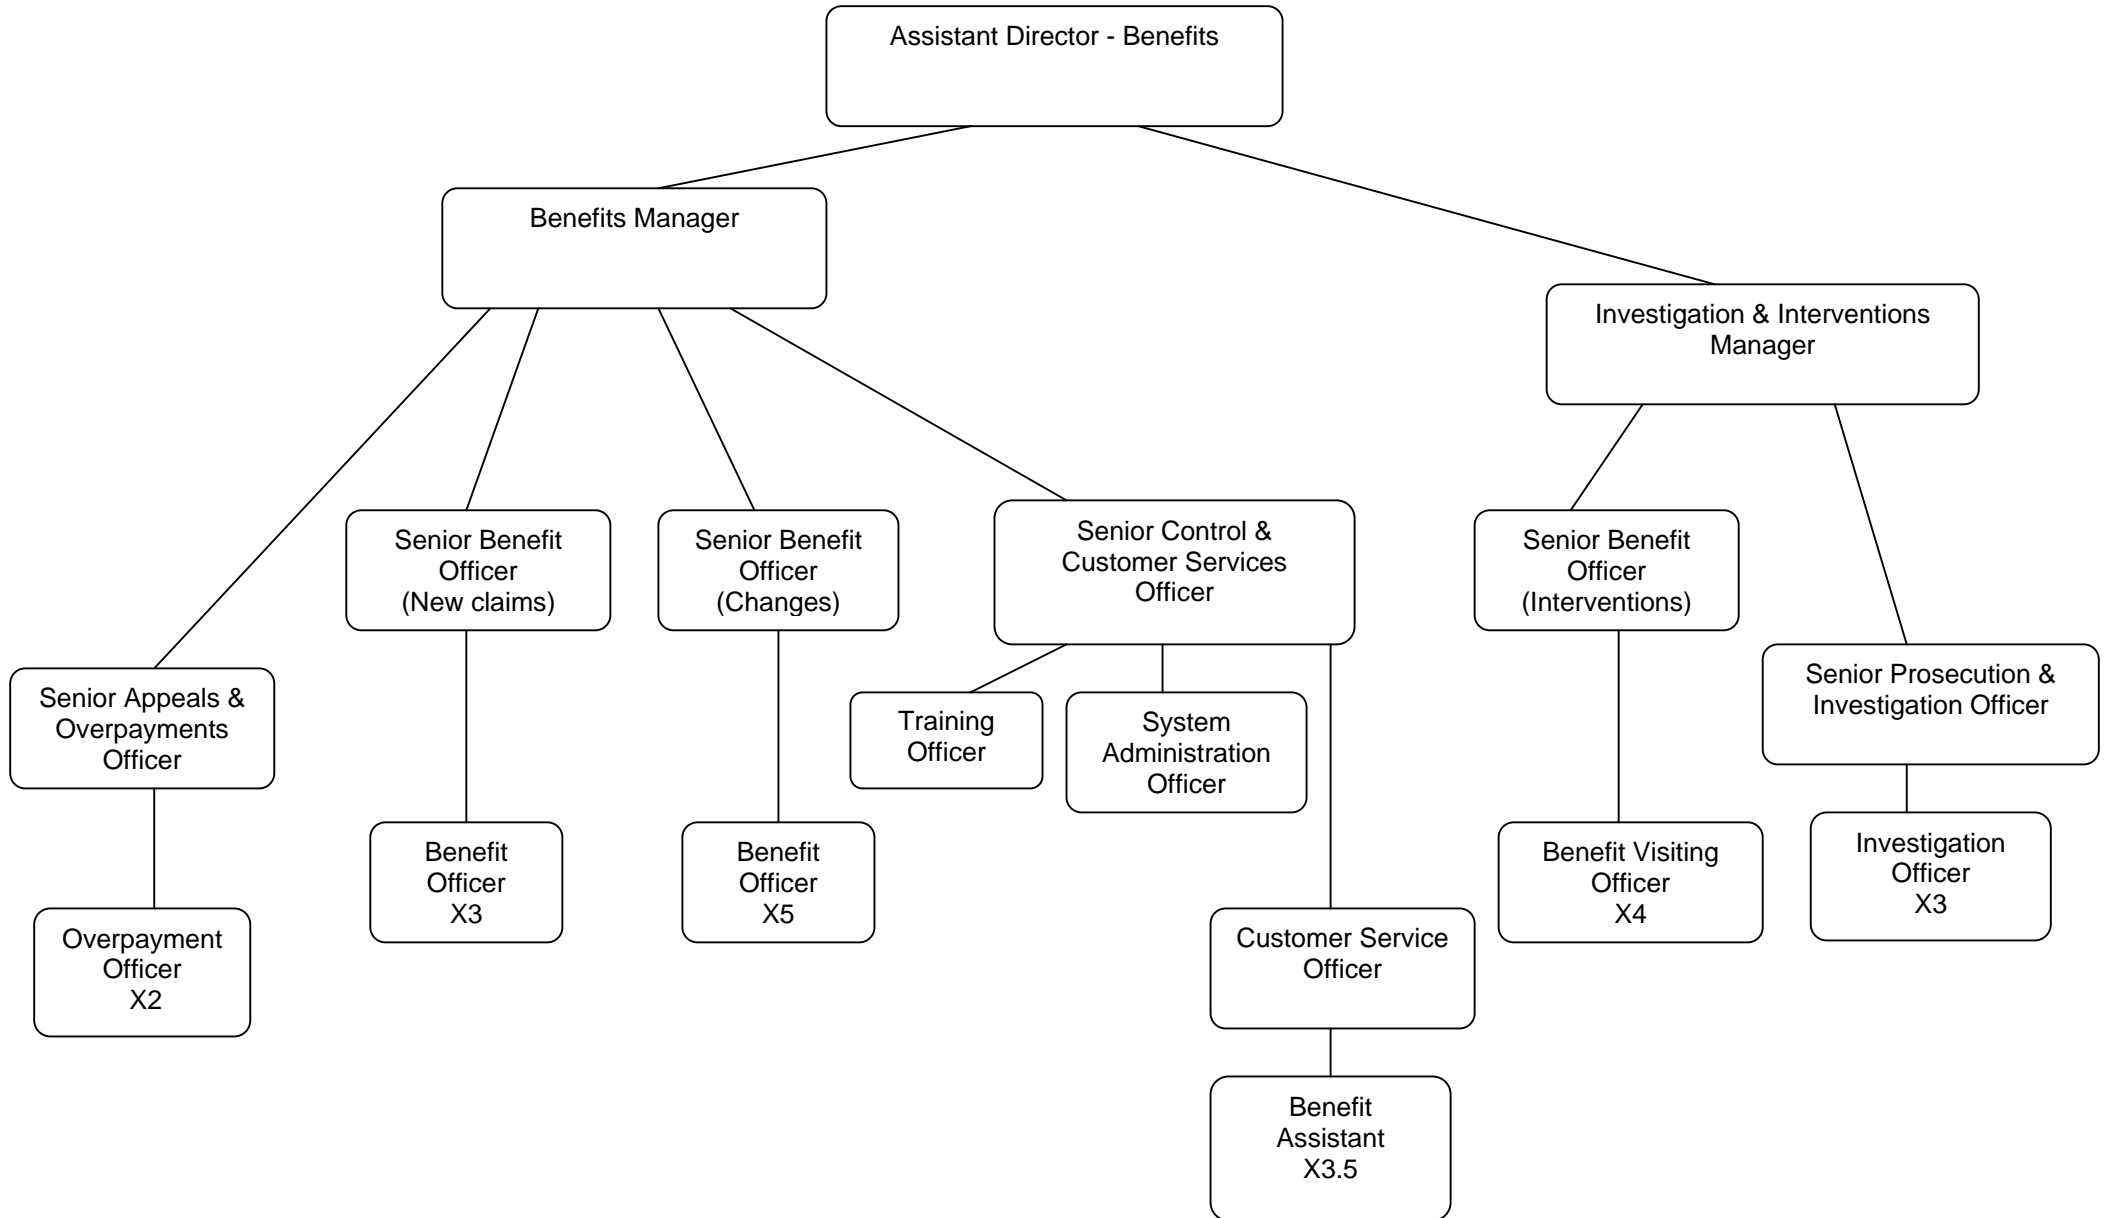 Assistant Director - Benefits
Benefits Manager
Investigation & Interventions
Manager
Senior Benefit
Officer
(New claims)
Senior Benefit
Officer
(Changes)
Senior Control &
Customer Services
Officer
Senior Benefit
Officer
(Interventions)
Senior Appeals &
Overpayments
Officer
Training
Officer
System
Administration
Officer
Senior Prosecution &
Investigation Officer
Benefit
Officer
X3
Benefit
Officer
X5
Benefit Visiting
Officer
X4
Investigation
Officer
X3
Overpayment
Officer
X2
Customer Service
Officer
Benefit
Assistant
X3.5